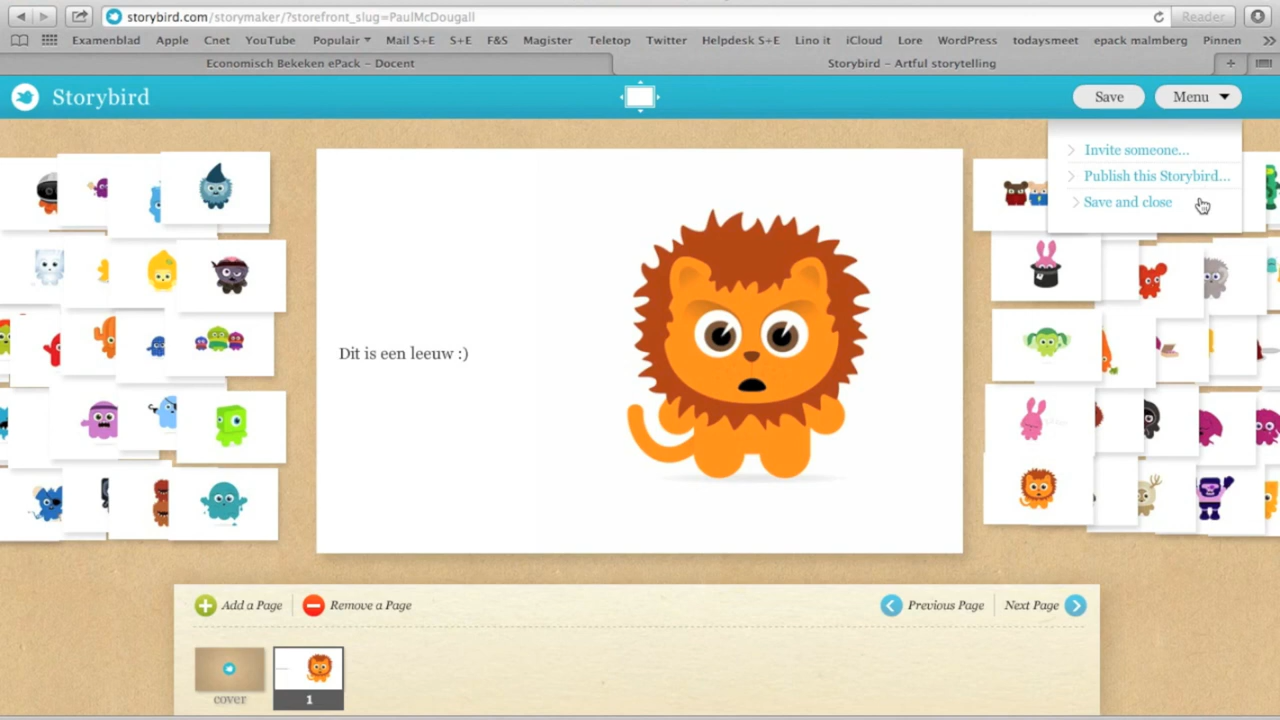 storybird.com/storymaker/?storefront_slug=PaulMcDougall
Reader
Examenblad Apple Cnet YouTube Populair Mail S+E S+E F&S Magister Teletop Twitter Helpdesk S+E Lino it iCloud Lore WordPress todaysmeet epack malmberg Pinnen
Economisch Bekeken ePack – Docent
Storybird – Artful storytelling
Storybird
Save
Menu
Invite someone...
Publish this Storybird...
Save and close
Dit is een leeuw :)
Add a Page
Remove a Page
Previous Page
Next Page
cover
1